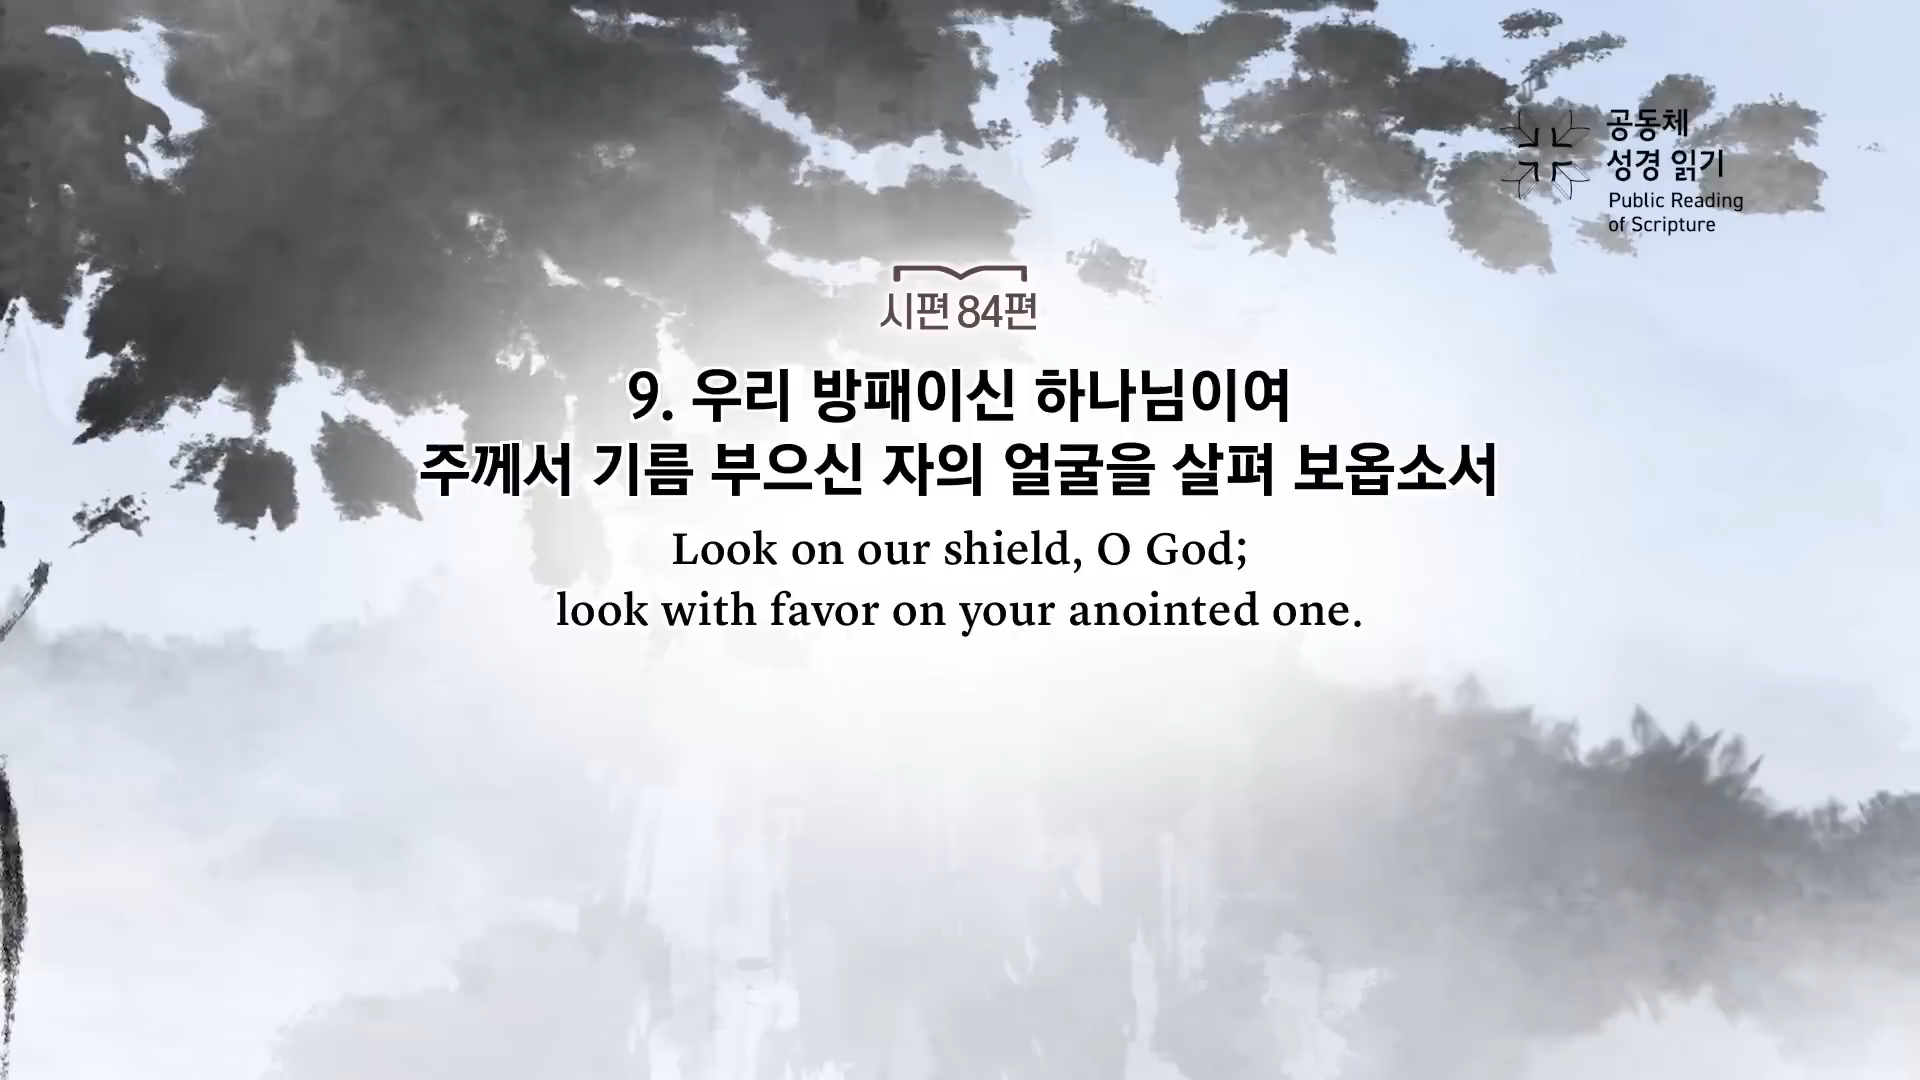 공동체
성경 읽기
Public Reading
of Scripture
시편 84편
9. 우리 방패이신 하나님이여
주께서 기름 부으신 자의 얼굴을 살펴 보옵소서
Look on our shield, O God;
look with favor on your anointed one.